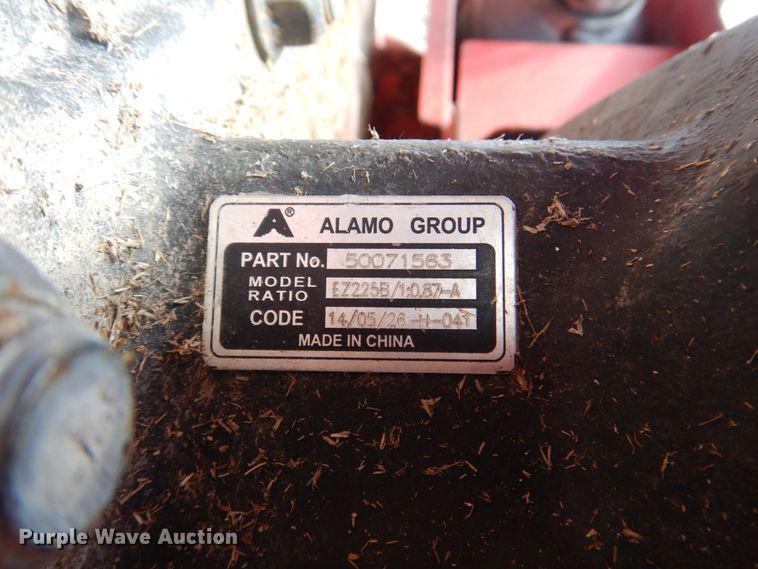 A® ALAMO GROUP
PART No. 50071563
MODEL RATIO EZ225B/1:0.87-A
CODE 14/05/26-H-041
MADE IN CHINA
Purple Wave Auction